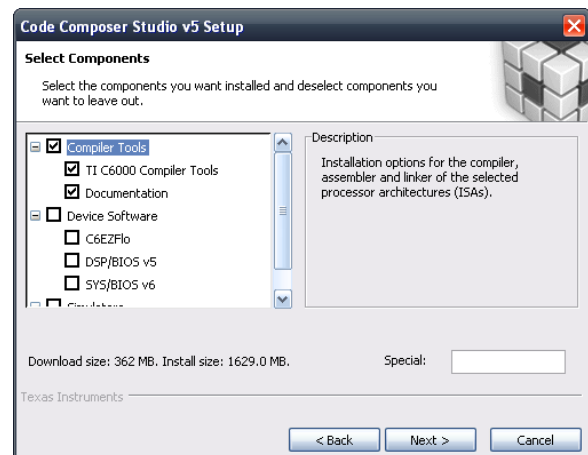 Code Composer Studio v5 Setup
Select Components
Select the components you want installed and deselect components you
want to leave out.
Compiler Tools
TI C6000 Compiler Tools
Documentation
Device Software
C6EZFlo
DSP/BIOS v5
SYS/BIOS v6
Simulators
Description
Installation options for the compiler,
assembler and linker of the selected
processor architectures (ISAs).
Download size: 362 MB. Install size: 1629.0 MB.
Special:
Texas Instruments
< Back
Next >
Cancel